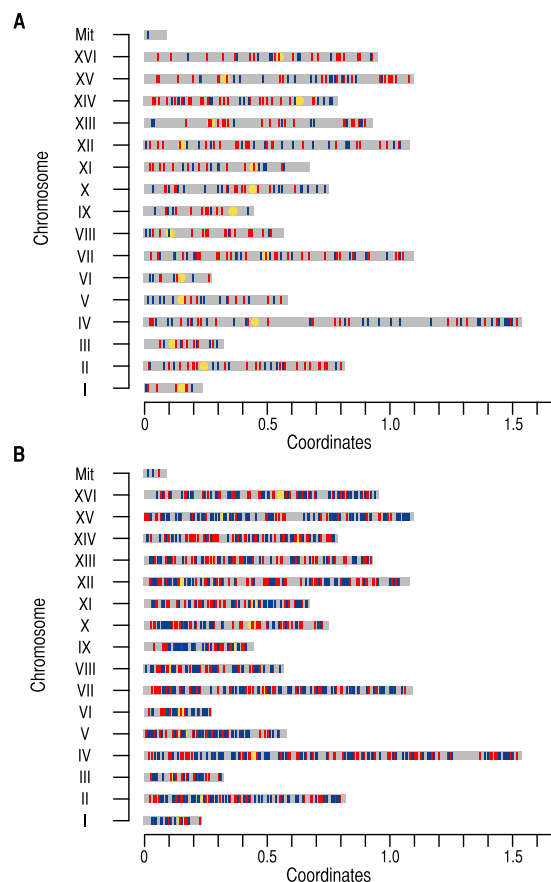 A
Mit
XVI
XV
XIV
XIII
XII
XI
X
IX
VIII
VII
VI
V
IV
III
II
I
Chromosome
0 0.5 1.0 1.5
Coordinates
B
Mit
XVI
XV
XIV
XIII
XII
XI
X
IX
VIII
VII
VI
V
IV
III
II
I
Chromosome
0 0.5 1.0 1.5
Coordinates